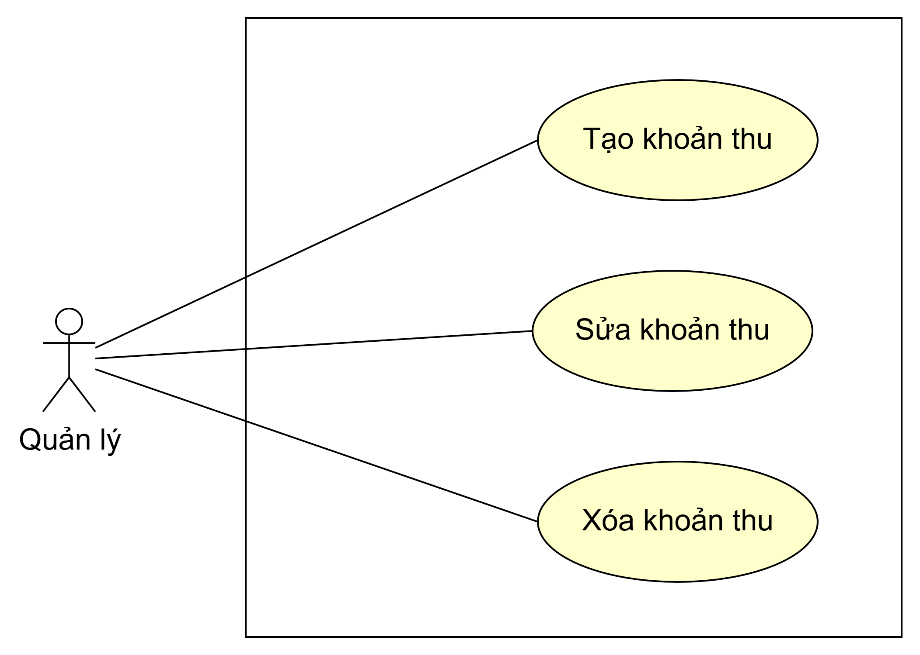 Tạo khoản thu
Sửa khoản thu
Quản lý
Xóa khoản thu